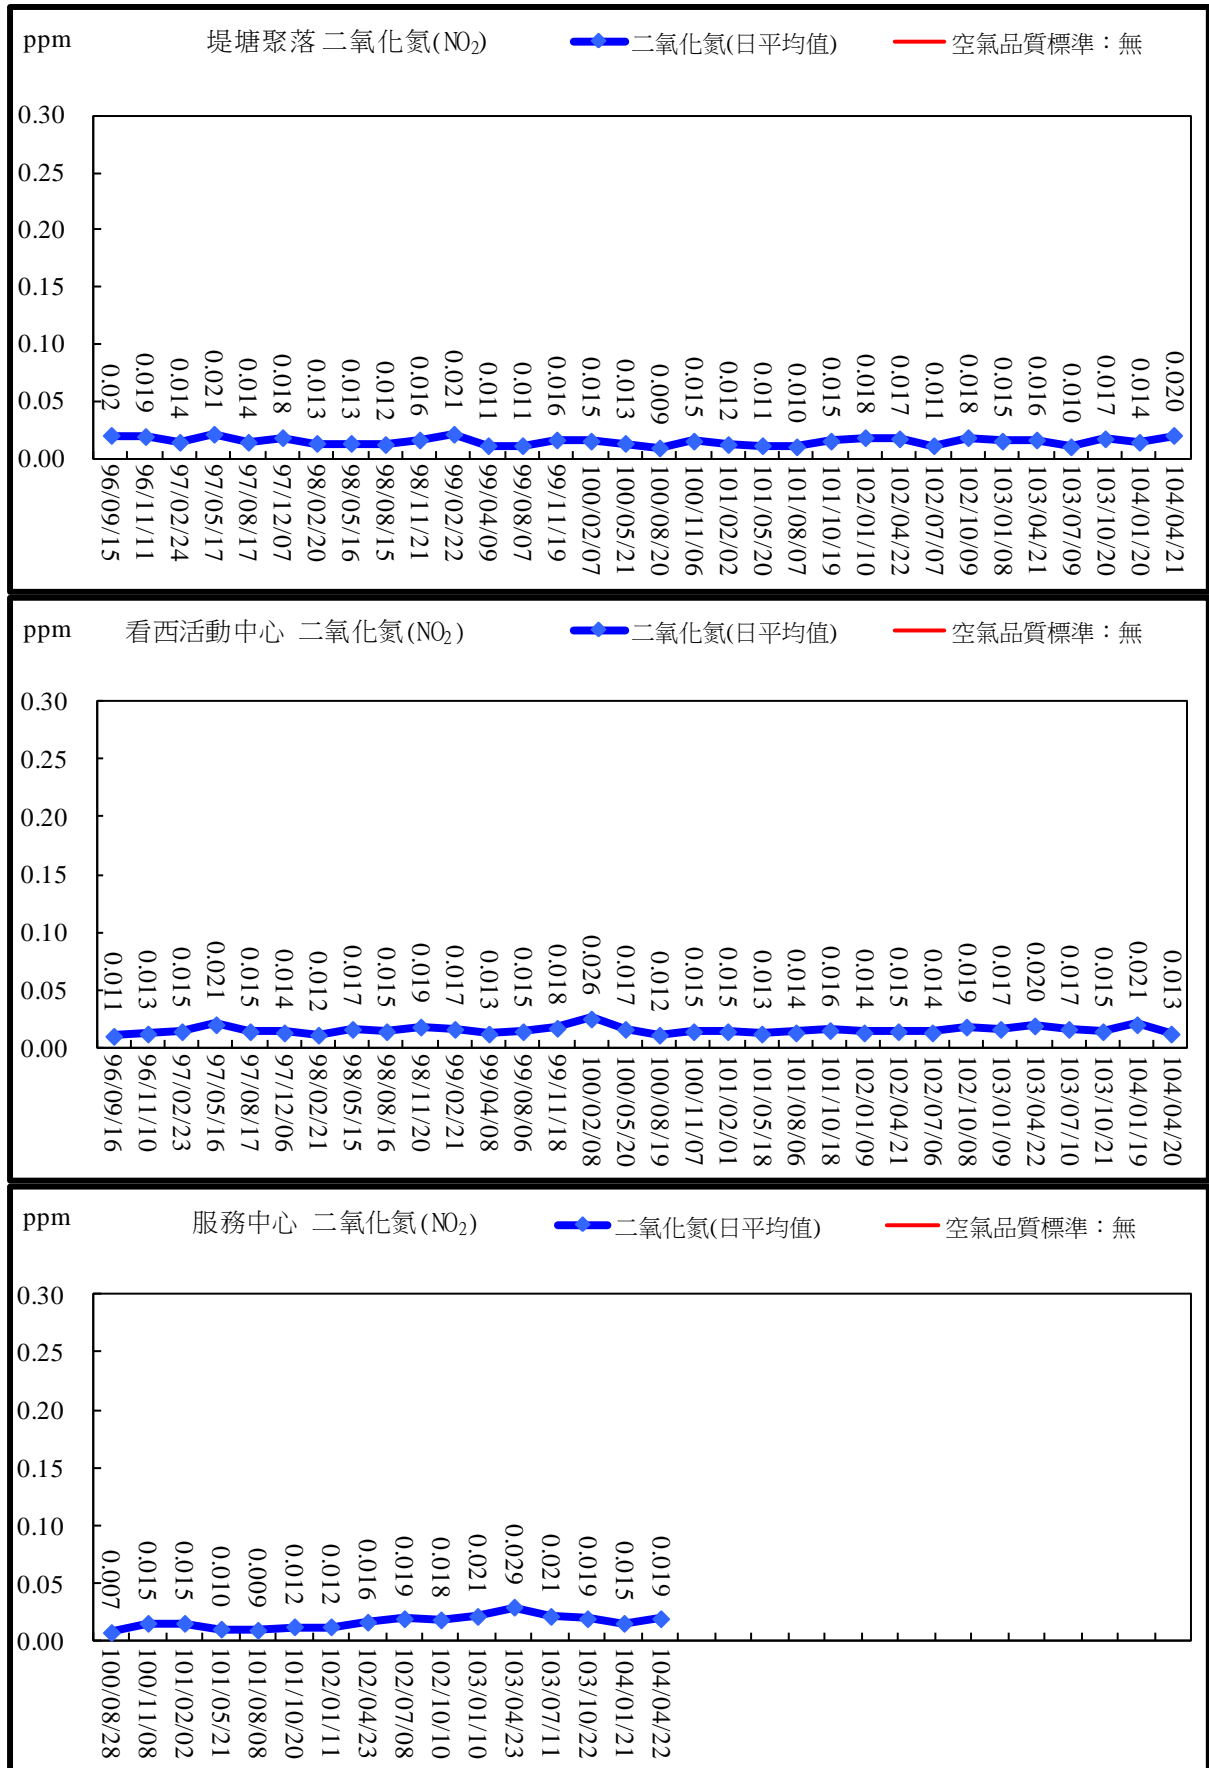 ppm 堤塘聚落 二氧化氮(NO₂) 二氧化氮(日平均值) 空氣品質標準：無
0.30
0.25
0.20
0.15
0.10
0.05
0.00
0.02 0.019 0.014 0.021 0.014 0.018 0.013 0.013 0.012 0.016 0.021 0.011 0.011 0.016 0.015 0.013 0.009 0.015 0.012 0.011 0.010 0.015 0.018 0.017 0.011 0.018 0.015 0.016 0.010 0.017 0.014 0.020
96/09/15 96/11/11 97/02/24 97/05/17 97/08/17 97/12/07 98/02/20 98/05/16 98/08/15 98/11/21 99/02/22 99/04/09 99/08/07 99/11/19 100/02/07 100/05/21 100/08/20 100/11/06 101/02/02 101/05/20 101/08/07 101/10/19 102/01/10 102/04/22 102/07/07 102/10/09 103/01/08 103/04/21 103/07/09 103/10/20 104/01/20 104/04/21
ppm 看西活動中心 二氧化氮(NO₂) 二氧化氮(日平均值) 空氣品質標準：無
0.30
0.25
0.20
0.15
0.10
0.05
0.00
0.011 0.013 0.015 0.021 0.015 0.014 0.012 0.017 0.015 0.019 0.017 0.013 0.015 0.018 0.026 0.017 0.012 0.015 0.015 0.013 0.014 0.016 0.014 0.015 0.014 0.019 0.017 0.020 0.017 0.015 0.021 0.013
96/09/16 96/11/10 97/02/23 97/05/16 97/08/17 97/12/06 98/02/21 98/05/15 98/08/16 98/11/20 99/02/21 99/04/08 99/08/06 99/11/18 100/02/08 100/05/20 100/08/19 100/11/07 101/02/01 101/05/18 101/08/06 101/10/18 102/01/09 102/04/21 102/07/06 102/10/08 103/01/09 103/04/22 103/07/10 103/10/21 104/01/19 104/04/20
ppm 服務中心 二氧化氮(NO₂) 二氧化氮(日平均值) 空氣品質標準：無
0.30
0.25
0.20
0.15
0.10
0.05
0.00
0.007 0.015 0.015 0.010 0.009 0.012 0.012 0.016 0.019 0.018 0.021 0.029 0.021 0.019 0.015 0.019
100/08/28 100/11/08 101/02/02 101/05/21 101/08/08 101/10/20 102/01/11 102/04/23 102/07/08 102/10/10 103/01/10 103/04/23 103/07/11 103/10/22 104/01/21 104/04/22